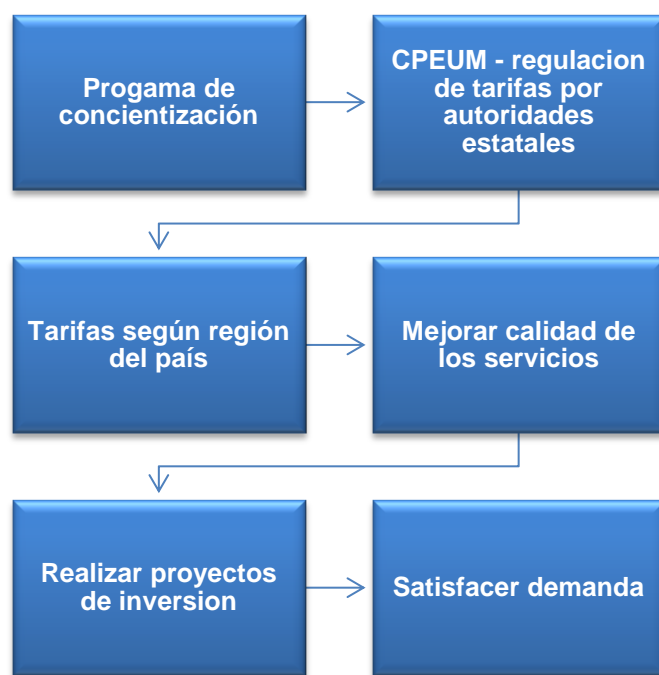 Progama de
concientización
CPEUM - regulacion
de tarifas por
autoridades
estatales
Tarifas según región
del país
Mejorar calidad de
los servicios
Realizar proyectos
de inversion
Satisfacer demanda